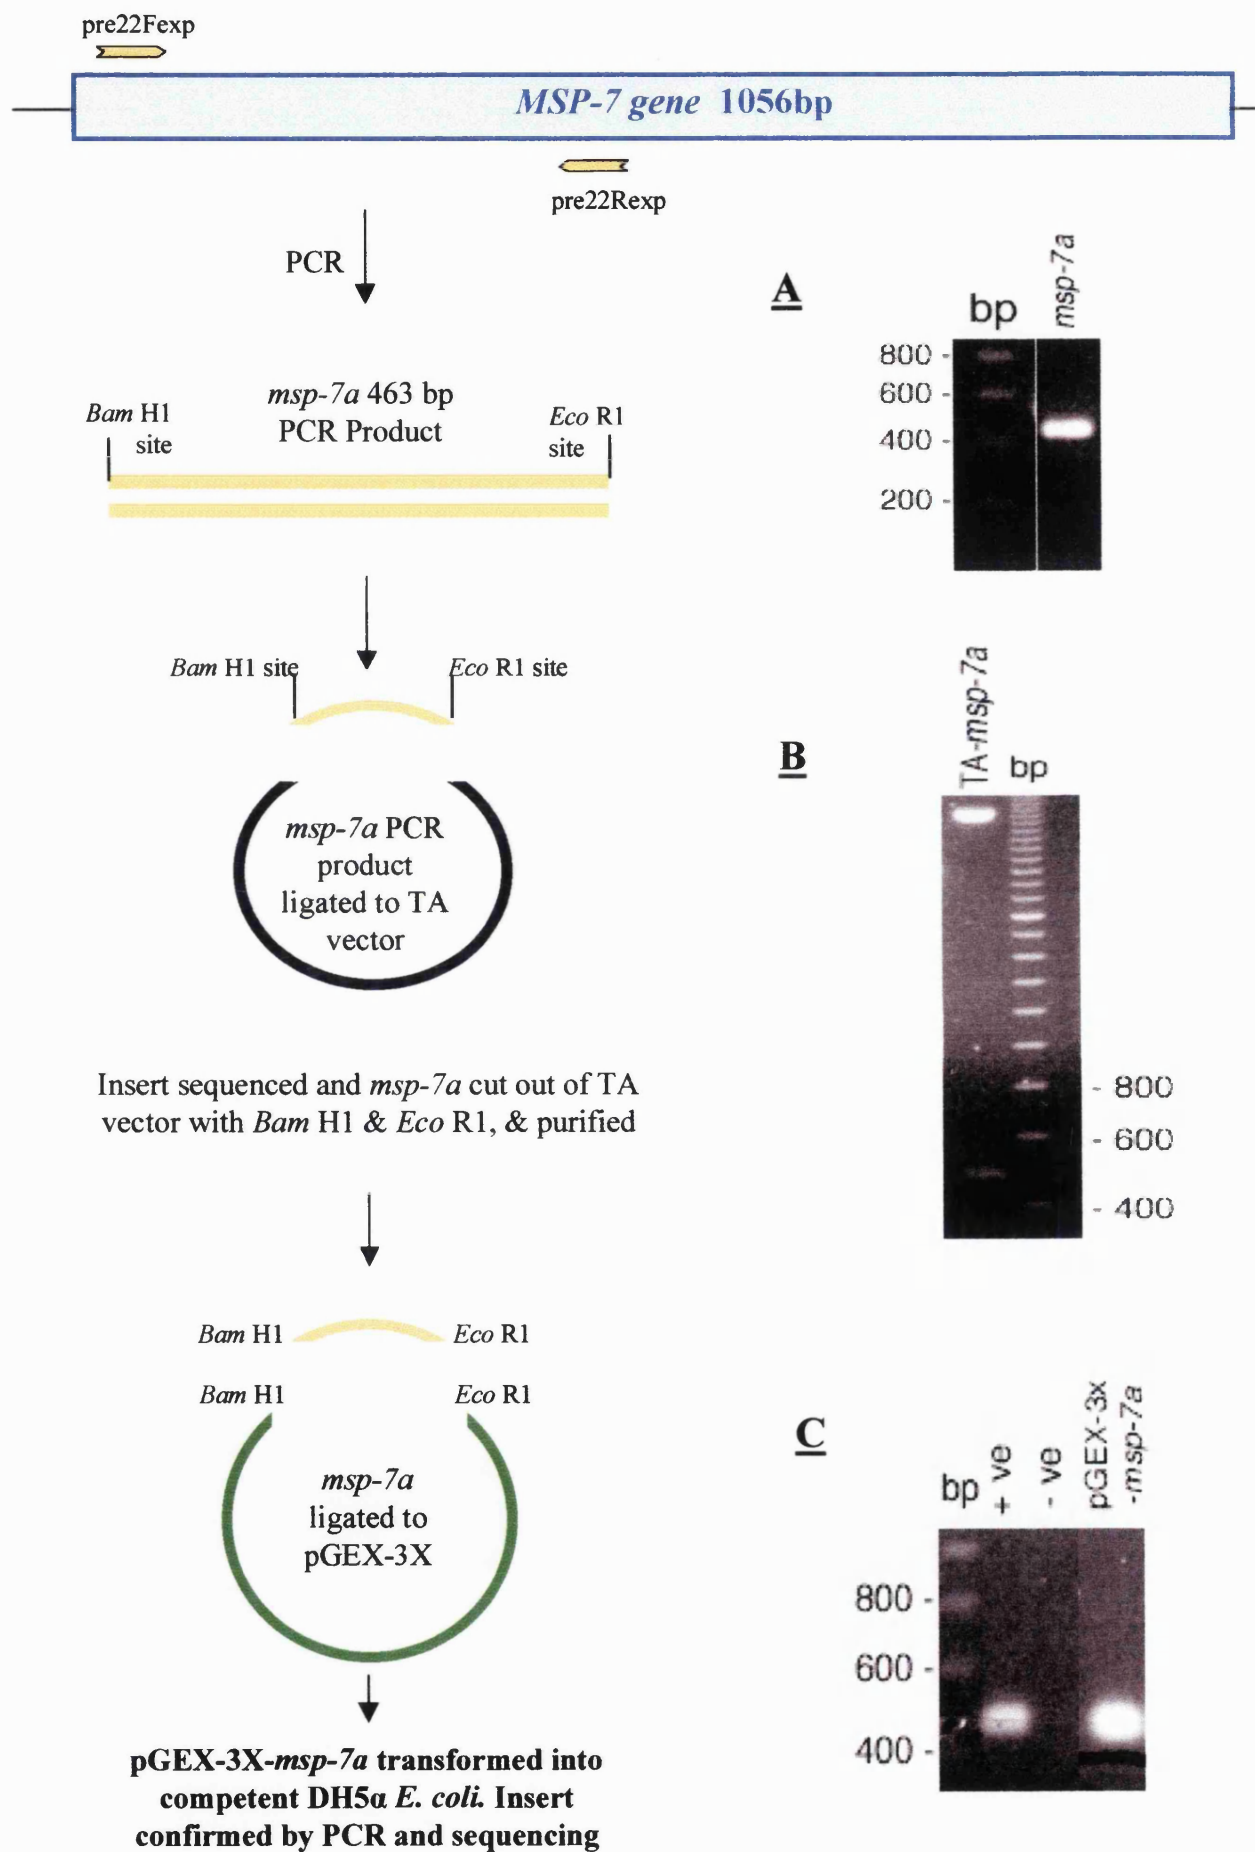 pre22Fexp
MSP-7 gene 1056bp
pre22Rexp
PCR
msp-7a 463 bp
PCR Product
Bam H1
site
Eco R1
site
Bam H1 site
Eco R1 site
msp-7a PCR
product
ligated to TA
vector
Insert sequenced and msp-7a cut out of TA
vector with Bam H1 & Eco R1, & purified
Bam H1
Eco R1
Bam H1
Eco R1
msp-7a
ligated to
pGEX-3X
pGEX-3X-msp-7a transformed into
competent DH5α E. coli. Insert
confirmed by PCR and sequencing
A
bp
msp-7a
800 -
600 -
400 -
200 -
B
TA-msp-7a
bp
- 800
- 600
- 400
C
bp
+ ve
- ve
pGEX-3x
-msp-7a
800 -
600 -
400 -